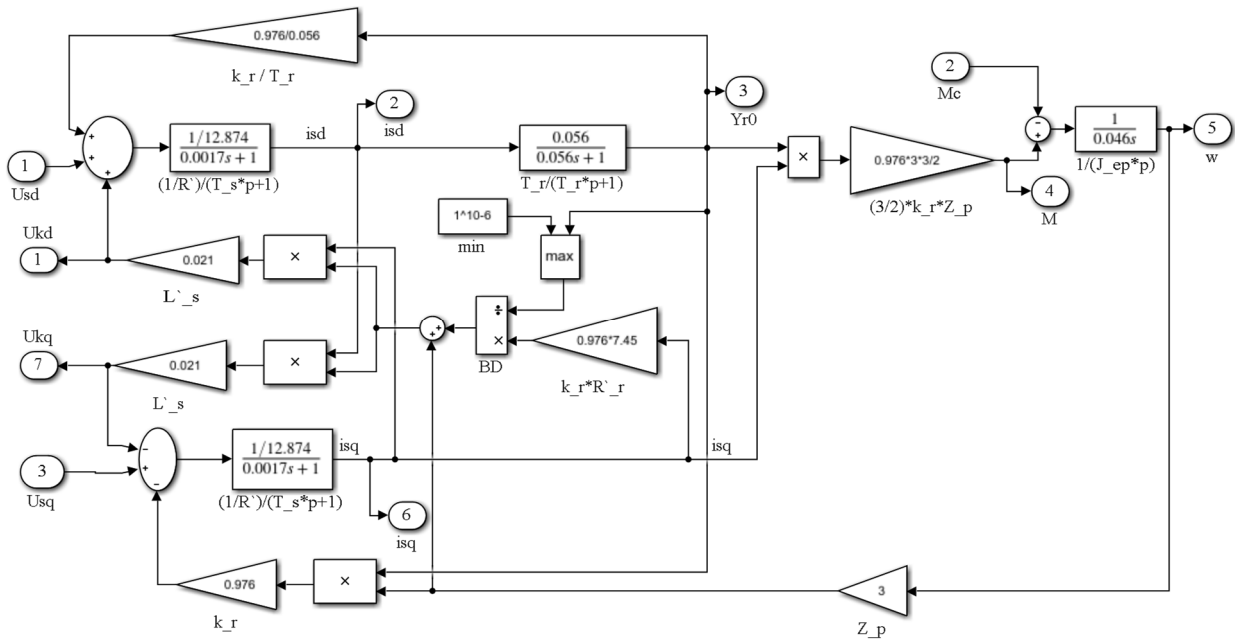 0.976/0.056
k_r / T_r
2
Mc
3
Yr0
2
isd
isd
1
Usd
+
+
+
1/12.874
0.0017s + 1
(1/R`)/(T_s*p+1)
0.056
0.056s + 1
T_r/(T_r*p+1)
×
0.976*3*3/2
(3/2)*k_r*Z_p
−
+
1
0.046s
1/(J_ep*p)
5
w
4
M
1^10-6
min
max
Ukd
1
0.021
L`_s
×
Ukq
7
0.021
L`_s
×
+
+
÷
×
BD
0.976*7.45
k_r*R`_r
3
Usq
−
+
−
1/12.874
0.0017s + 1
(1/R`)/(T_s*p+1)
isq
isq
6
isq
0.976
k_r
×
3
Z_p